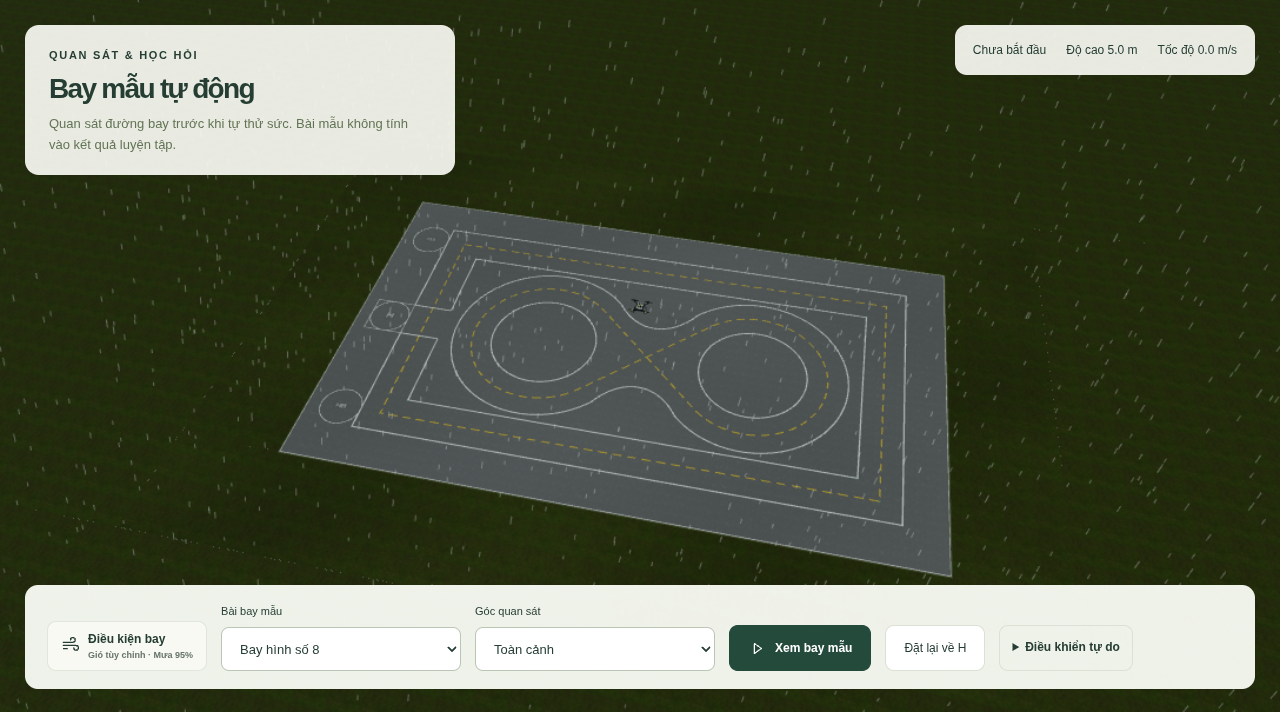 QUAN SÁT & HỌC HỎI
Bay mẫu tự động
Quan sát đường bay trước khi tự thử sức. Bài mẫu không tính
vào kết quả luyện tập.
Chưa bắt đầu Độ cao 5.0 m Tốc độ 0.0 m/s
Điều kiện bay
Gió tùy chỉnh · Mưa 95%
Bài bay mẫu
Bay hình số 8
Góc quan sát
Toàn cảnh
Xem bay mẫu
Đặt lại về H
Điều khiển tự do